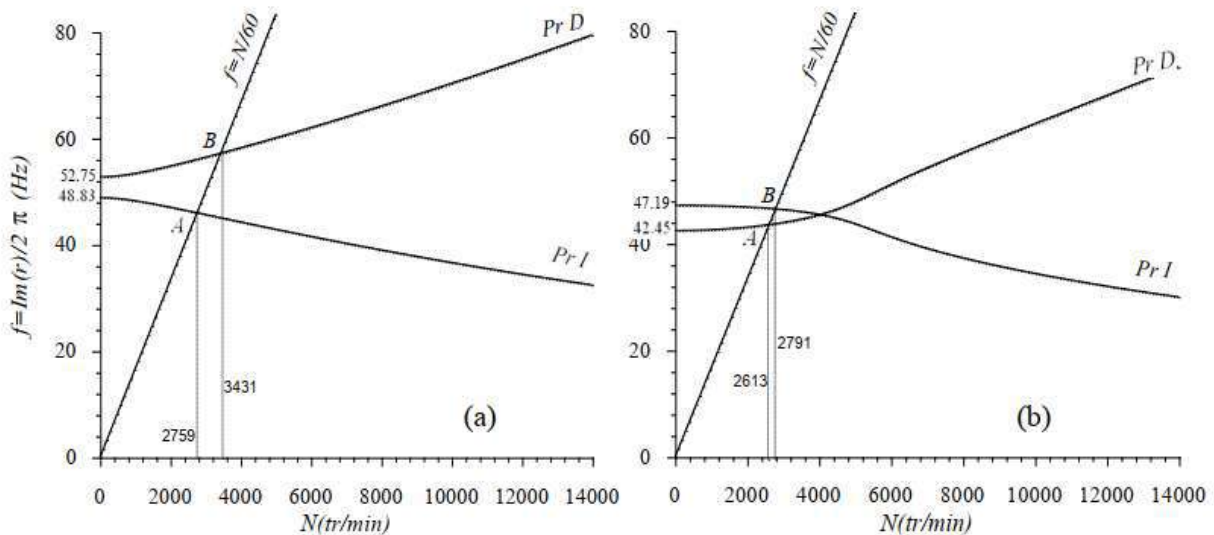 f=Im(r)/2 π (Hz)
80
60
52.75
48.83
40
20
0
f=N/60
Pr D
B
A
Pr I
3431
2759
(a)
0 2000 4000 6000 8000 10000 12000 14000
N(tr/min)
80
60
47.19
42.45
40
20
0
f=N/60
Pr D.
B
A
Pr I
2791
2613
(b)
0 2000 4000 6000 8000 10000 12000 14000
N(tr/min)